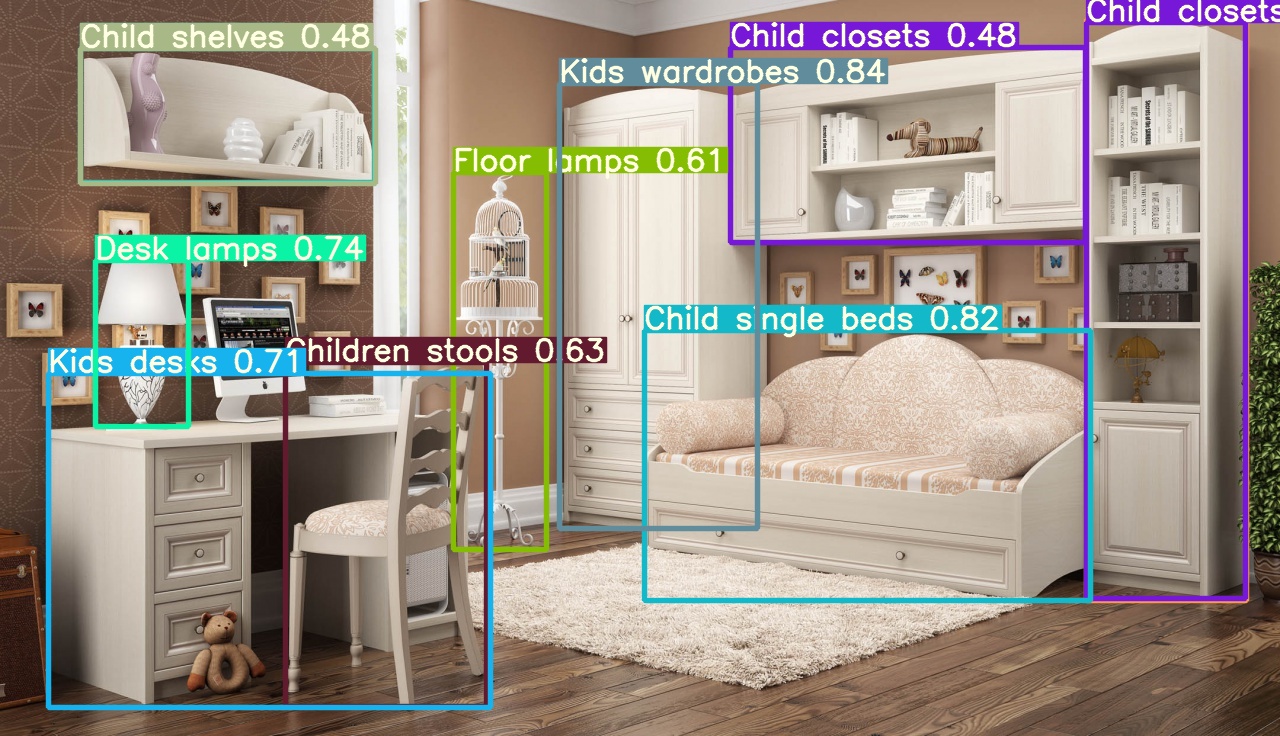 Child closets
Child shelves 0.48
Child closets 0.48
Kids wardrobes 0.84
Floor lamps 0.61
Desk lamps 0.74
Child single beds 0.82
Children stools 0.63
Kids desks 0.71